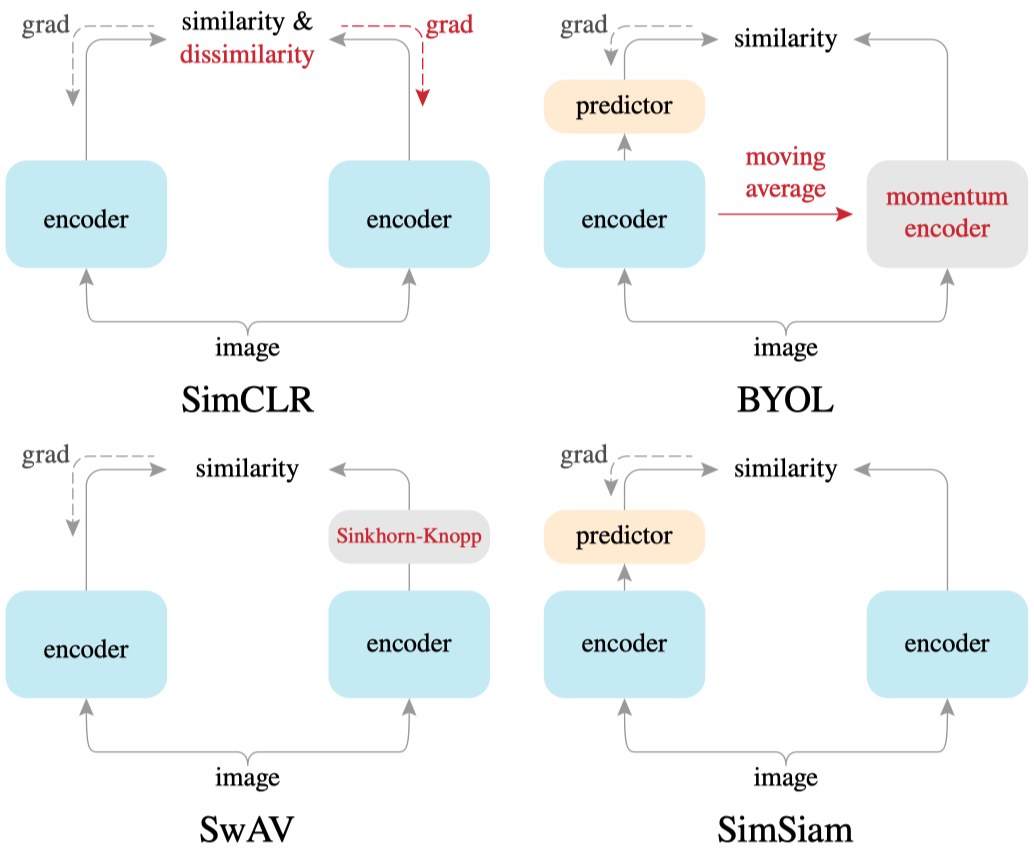 grad
similarity &
dissimilarity
grad
encoder
encoder
image
SimCLR
grad
similarity
predictor
moving
average
encoder
momentum
encoder
image
BYOL
grad
similarity
Sinkhorn-Knopp
encoder
encoder
image
SwAV
grad
similarity
predictor
encoder
encoder
image
SimSiam